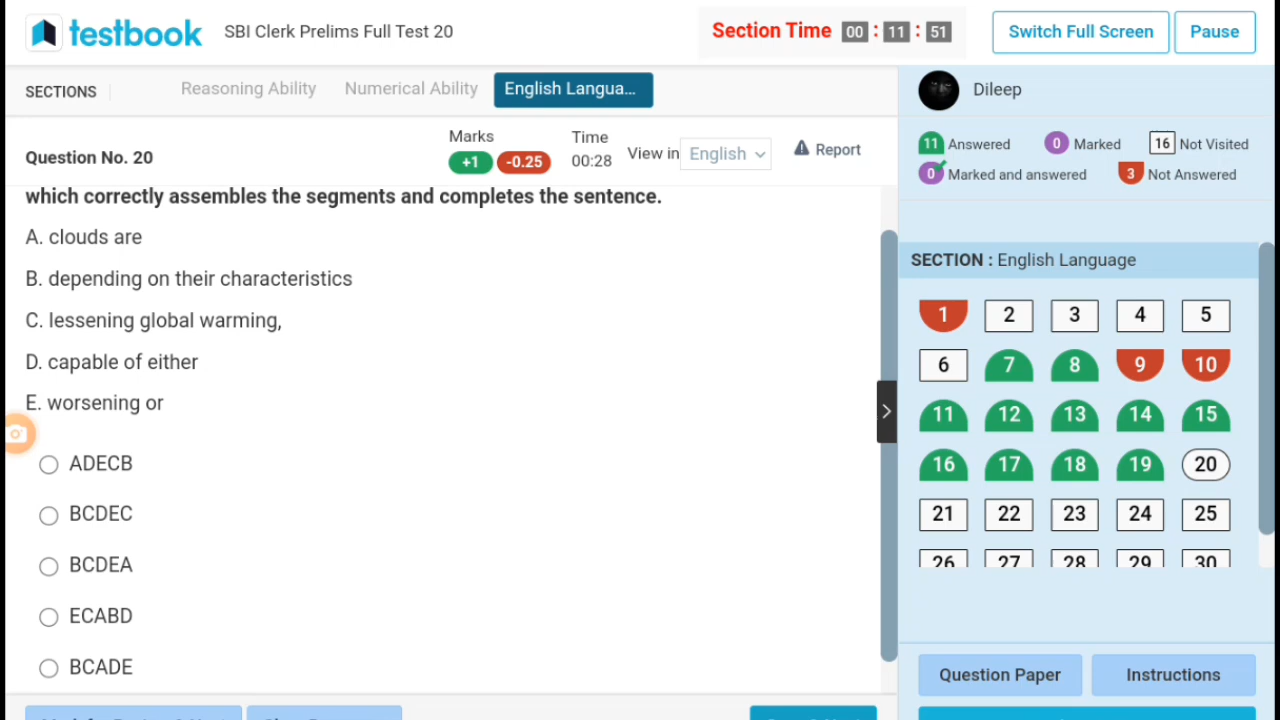 testbook
SBI Clerk Prelims Full Test 20
Section Time 00 : 11 : 51
Switch Full Screen
Pause
SECTIONS
Reasoning Ability
Numerical Ability
English Langua...
Dileep
Question No. 20
Marks
+1 -0.25
Time
00:28
View in English
Report
11 Answered
0 Marked
16 Not Visited
0 Marked and answered
3 Not Answered
which correctly assembles the segments and completes the sentence.
A. clouds are
B. depending on their characteristics
C. lessening global warming,
D. capable of either
E. worsening or
ADECB
BCDEC
BCDEA
ECABD
BCADE
SECTION : English Language
1 2 3 4 5
6 7 8 9 10
11 12 13 14 15
16 17 18 19 20
21 22 23 24 25
26 27 28 29 30
Question Paper
Instructions